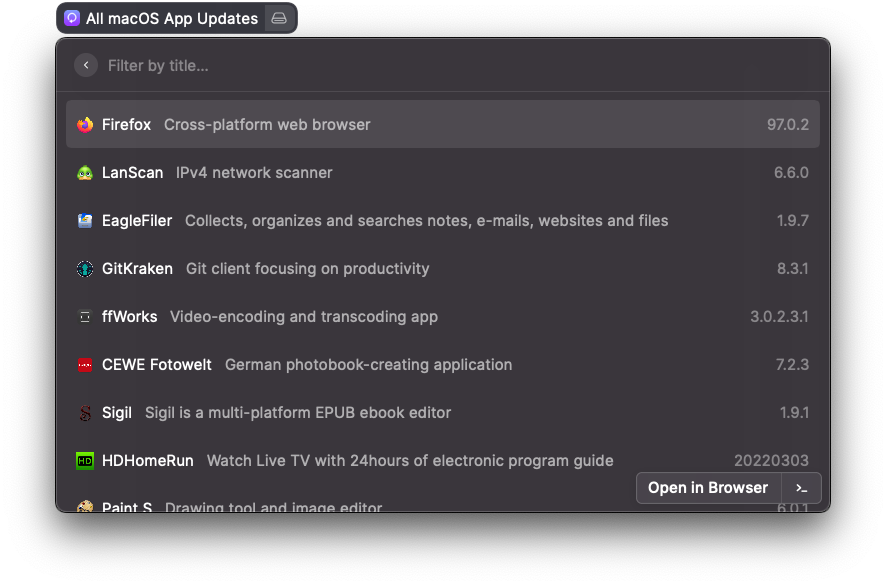 All macOS App Updates
Filter by title...
Firefox Cross-platform web browser 97.0.2
LanScan IPv4 network scanner 6.6.0
EagleFiler Collects, organizes and searches notes, e-mails, websites and files 1.9.7
GitKraken Git client focusing on productivity 8.3.1
ffWorks Video-encoding and transcoding app 3.0.2.3.1
CEWE Fotowelt German photobook-creating application 7.2.3
Sigil Sigil is a multi-platform EPUB ebook editor 1.9.1
HD HDHomeRun Watch Live TV with 24hours of electronic program guide 20220303
Open in Browser >_
Paint S Drawing tool and image editor 6.0.1